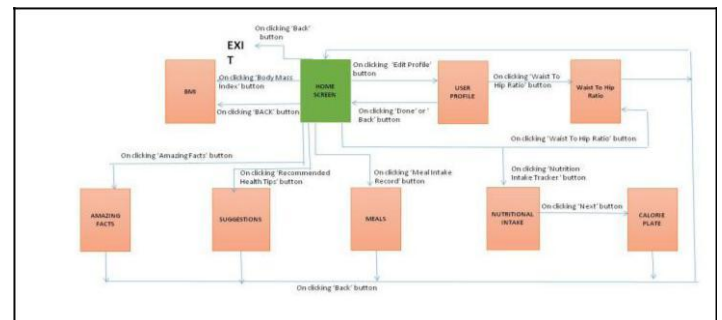 On clicking 'Back'
button
EXI
T
On clicking 'Body Mass
Index' button
BMI
On clicking 'BACK' button
HOME
SCREEN
On clicking 'Edit Profile'
button
On clicking 'Done' or '
Back' button
USER
PROFILE
On clicking 'Waist To
Hip Ratio' button
Waist To Hip
Ratio
On clicking 'Waist To Hip Ratio' button
On clicking 'Amazing Facts' button
On clicking 'Recommended
Health Tips' button
On clicking 'Meal Intake
Record' button
On clicking 'Nutrition
Intake Tracker' button
AMAZING
FACTS
SUGGESTIONS
MEALS
NUTRITIONAL
INTAKE
On clicking 'Next' button
CALORIE
PLATE
On clicking 'Back' button